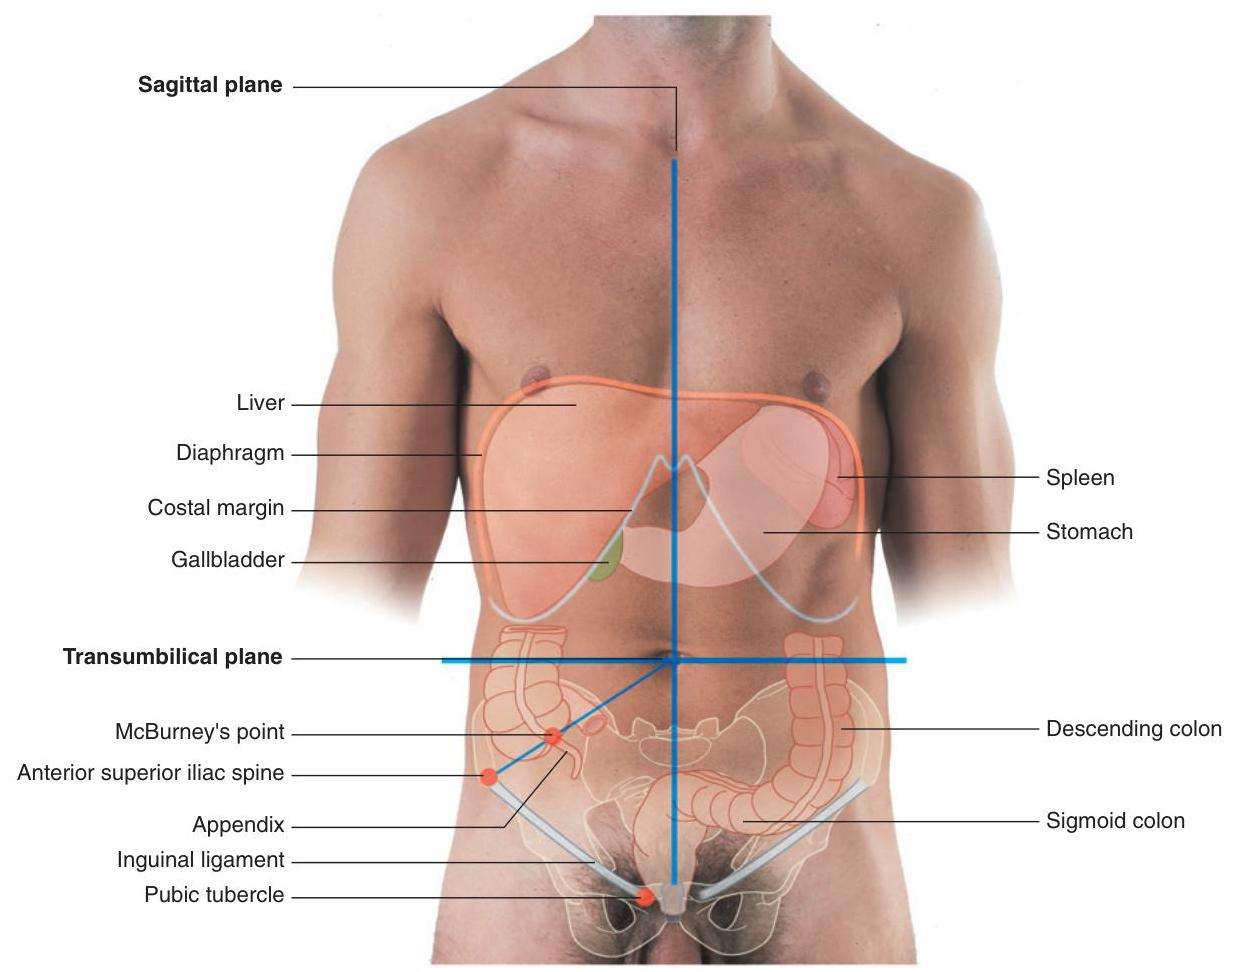 Sagittal plane
Liver
Diaphragm
Costal margin
Gallbladder
Transumbilical plane
McBurney's point
Anterior superior iliac spine
Appendix
Inguinal ligament
Pubic tubercle
Spleen
Stomach
Descending colon
Sigmoid colon